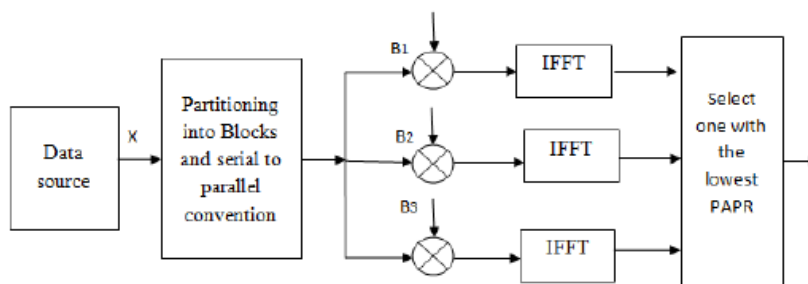 Data
source
X
Partitioning
into Blocks
and serial to
parallel
convention
B1
IFFT
B2
IFFT
B3
IFFT
Select
one with
the
lowest
PAPR